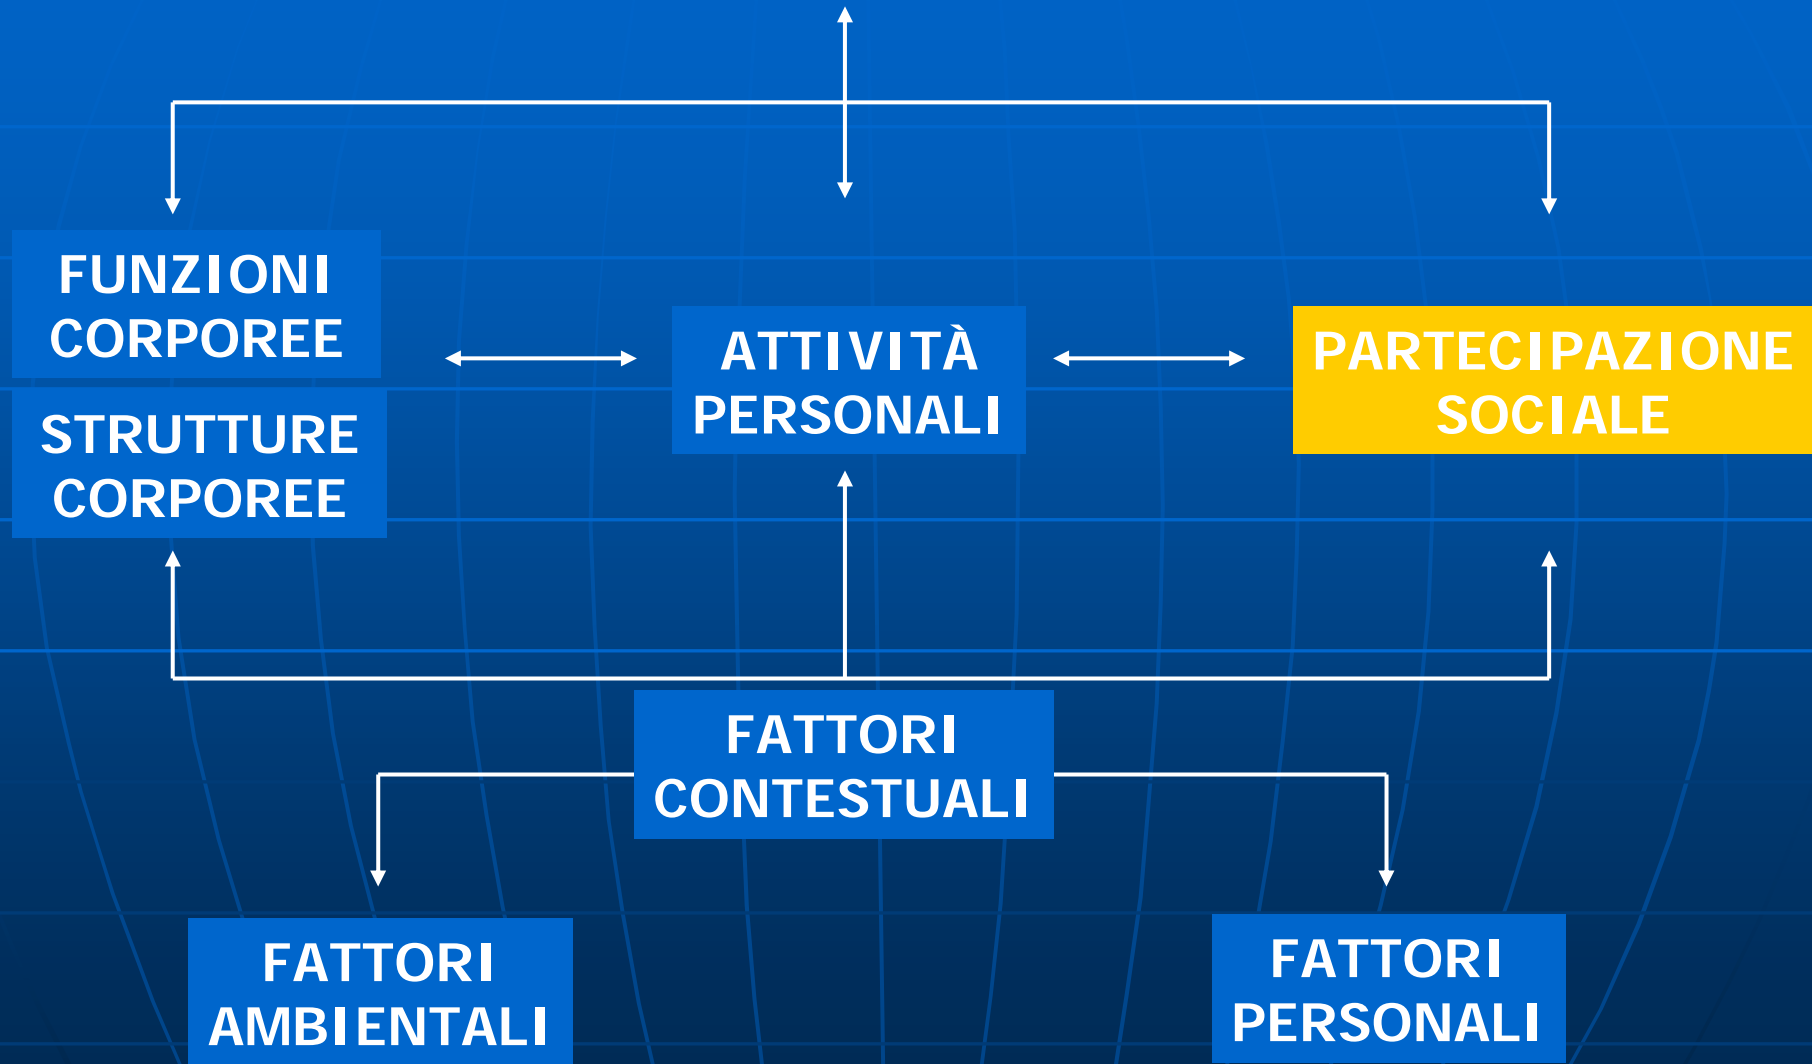 FUNZIONI
CORPOREE
STRUTTURE
CORPOREE
ATTIVITÀ
PERSONALI
PARTECIPAZIONE
SOCIALE
FATTORI
CONTESTUALI
FATTORI
AMBIENTALI
FATTORI
PERSONALI